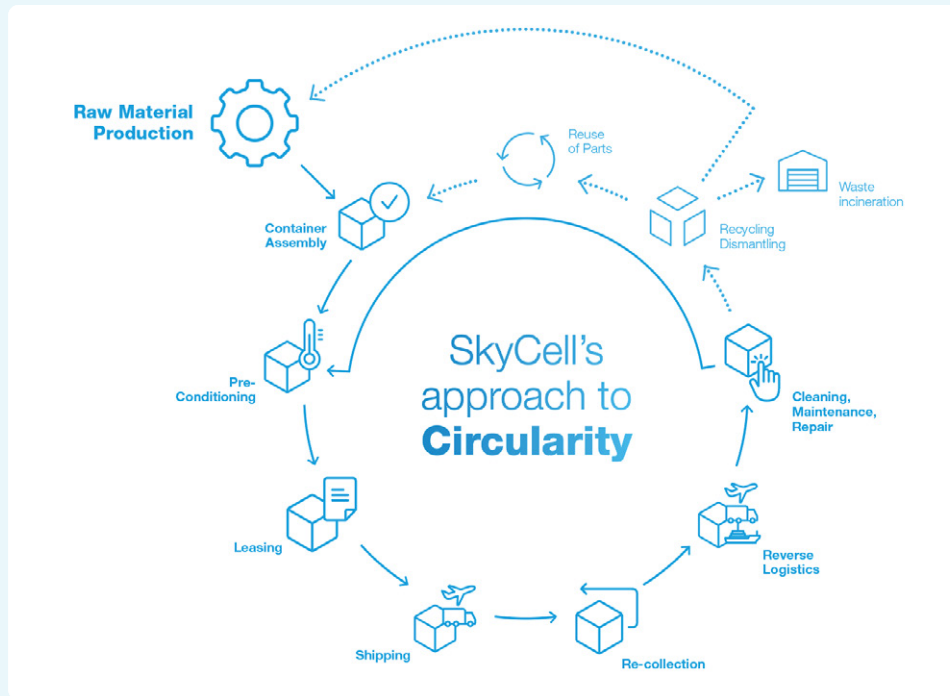 Raw Material
Production
Reuse
of Parts
Waste
incineration
Container
Assembly
Recycling
Dismantling
SkyCell's
approach to
Circularity
Pre-
Conditioning
Cleaning,
Maintenance,
Repair
Leasing
Reverse
Logistics
Shipping
Re-collection